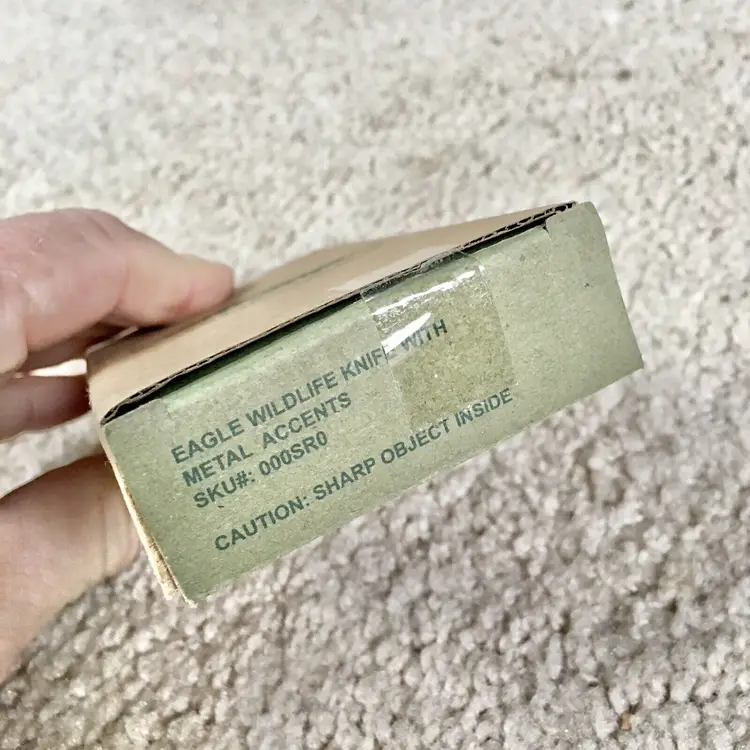 EAGLE WILDLIFE KNIFE WITH
METAL ACCENTS
SKU#: 000SR0
CAUTION: SHARP OBJECT INSIDE